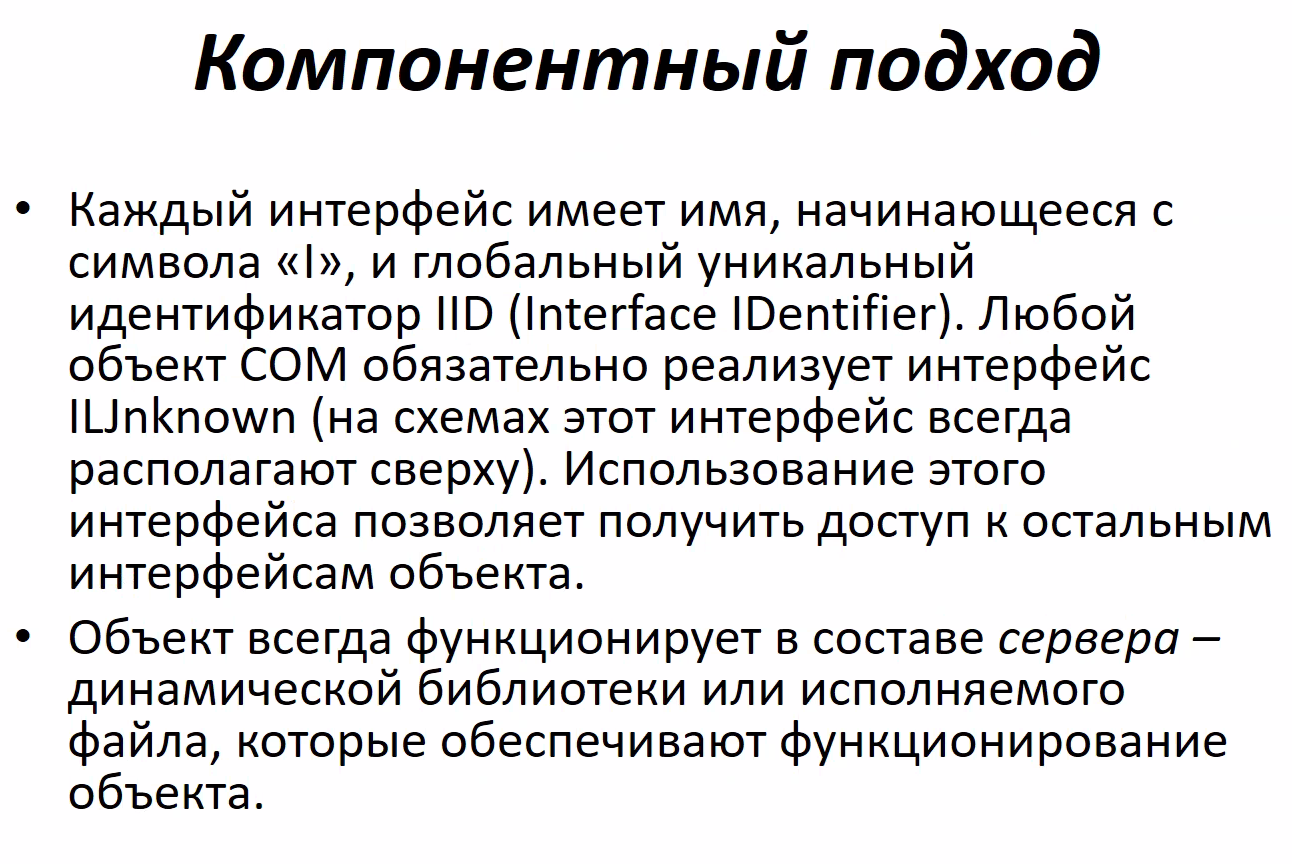 Компонентный подход
• Каждый интерфейс имеет имя, начинающееся с
символа «I», и глобальный уникальный
идентификатор IID (Interface IDentifier). Любой
объект COM обязательно реализует интерфейс
ILJnknown (на схемах этот интерфейс всегда
располагают сверху). Использование этого
интерфейса позволяет получить доступ к остальным
интерфейсам объекта.
• Объект всегда функционирует в составе сервера –
динамической библиотеки или исполняемого
файла, которые обеспечивают функционирование
объекта.